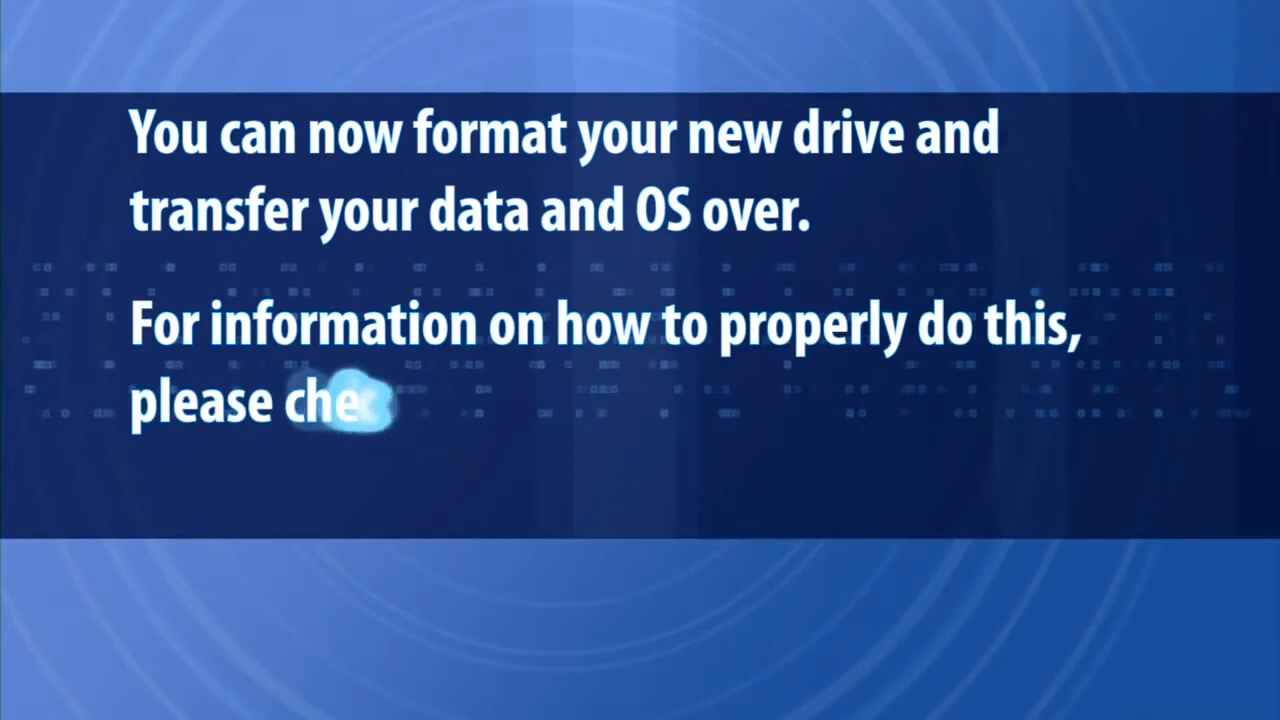 You can now format your new drive and
transfer your data and OS over.
For information on how to properly do this,
please chec